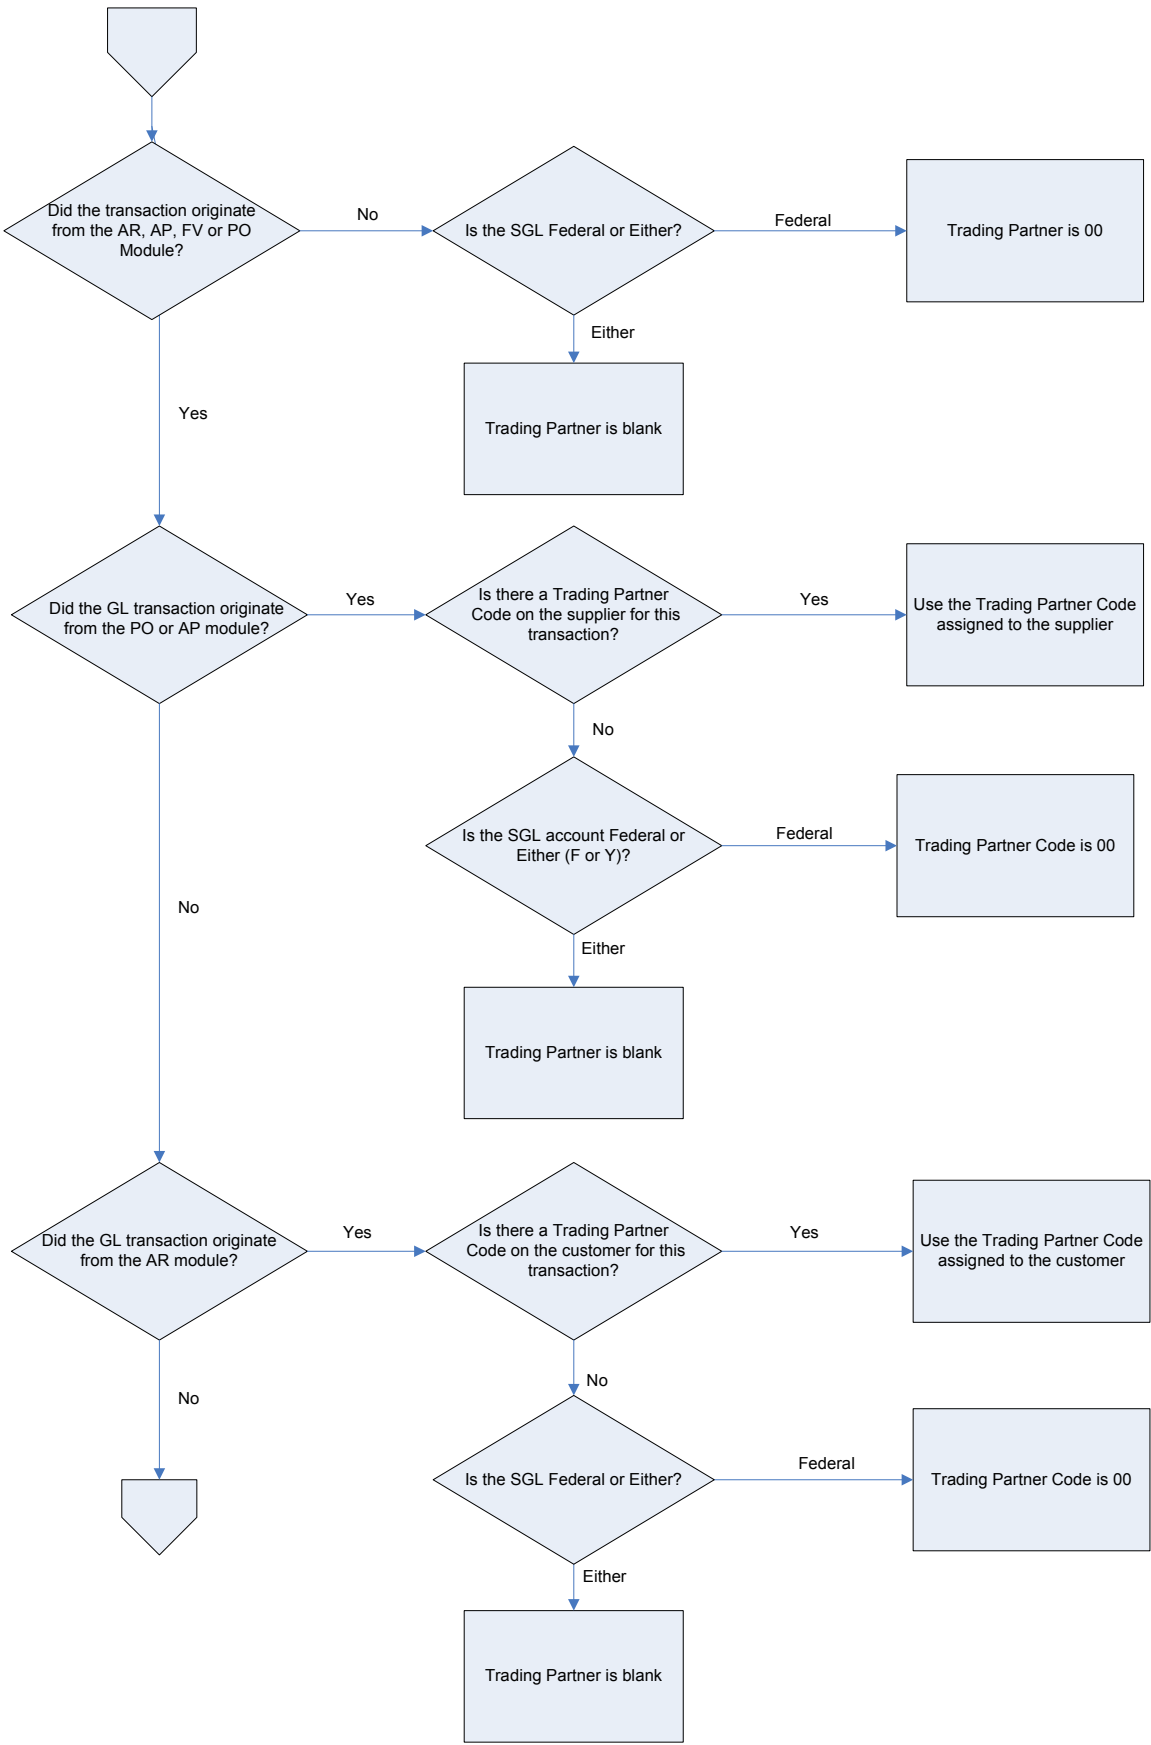 Did the transaction originate
from the AR, AP, FV or PO
Module?
No
Is the SGL Federal or Either?
Federal
Trading Partner is 00
Either
Trading Partner is blank
Yes
Did the GL transaction originate
from the PO or AP module?
Yes
Is there a Trading Partner
Code on the supplier for this
transaction?
Yes
Use the Trading Partner Code
assigned to the supplier
No
Is the SGL account Federal or
Either (F or Y)?
Federal
Trading Partner Code is 00
Either
Trading Partner is blank
No
Did the GL transaction originate
from the AR module?
Yes
Is there a Trading Partner
Code on the customer for this
transaction?
Yes
Use the Trading Partner Code
assigned to the customer
No
Is the SGL Federal or Either?
Federal
Trading Partner Code is 00
Either
Trading Partner is blank
No